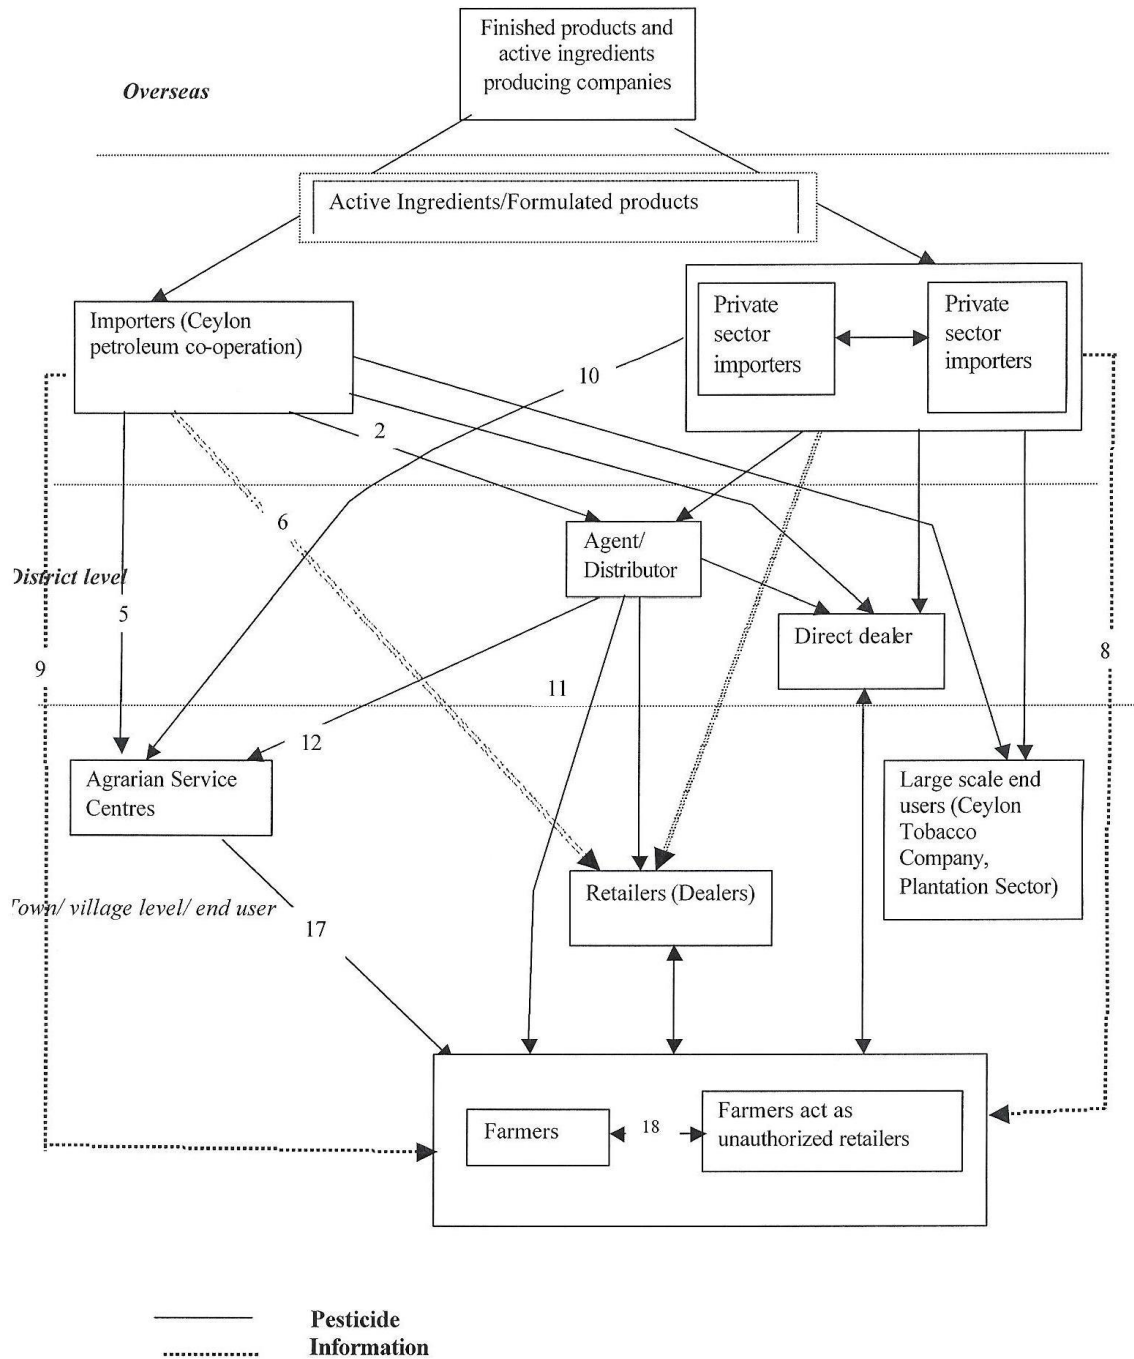 Finished products and
active ingredients
producing companies
Overseas
Active Ingredients/Formulated products
Importers (Ceylon
petroleum co-operation)
Private
sector
importers
Private
sector
importers
10
2
6
Agent/
Distributor
District level
5
Direct dealer
9
8
11
12
Agrarian Service
Centres
Large scale end
users (Ceylon
Tobacco
Company,
Plantation Sector)
Retailers (Dealers)
Town/ village level/ end user
17
Farmers
18
Farmers act as
unauthorized retailers
Pesticide
Information